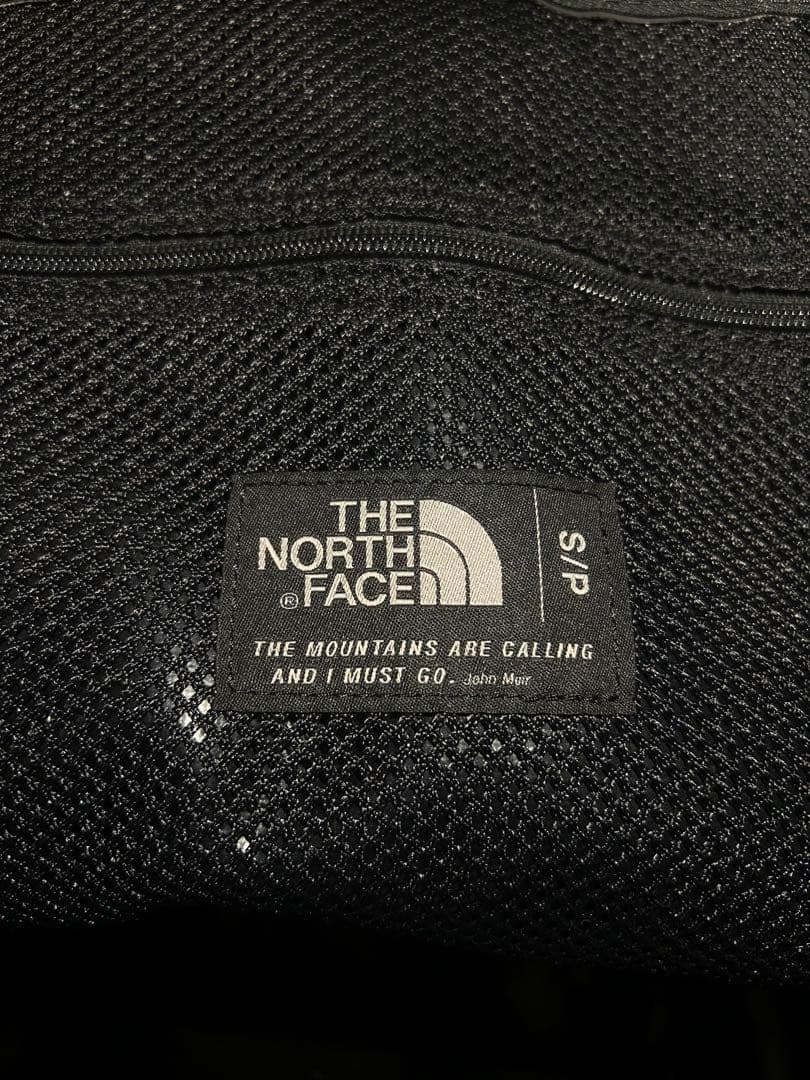 THE
NORTH
® FACE
S/P
THE MOUNTAINS ARE CALLING
AND I MUST GO. John Muir